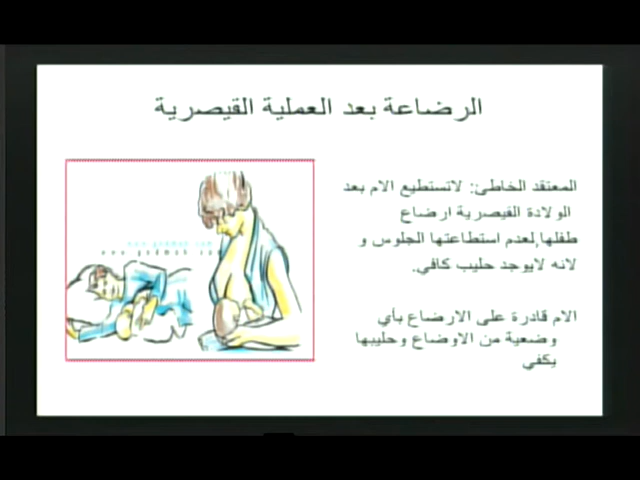 الرضاعة بعد العملية القيصرية
المعتقد الخاطئ: لاتستطيع الام بعد
الولادة القيصرية ارضاع
طفلها,لعدم استطاعتها الجلوس و
لانه لايوجد حليب كافي.
الام قادرة على الارضاع بأي
وضعية من الاوضاع وحليبها
يكفي